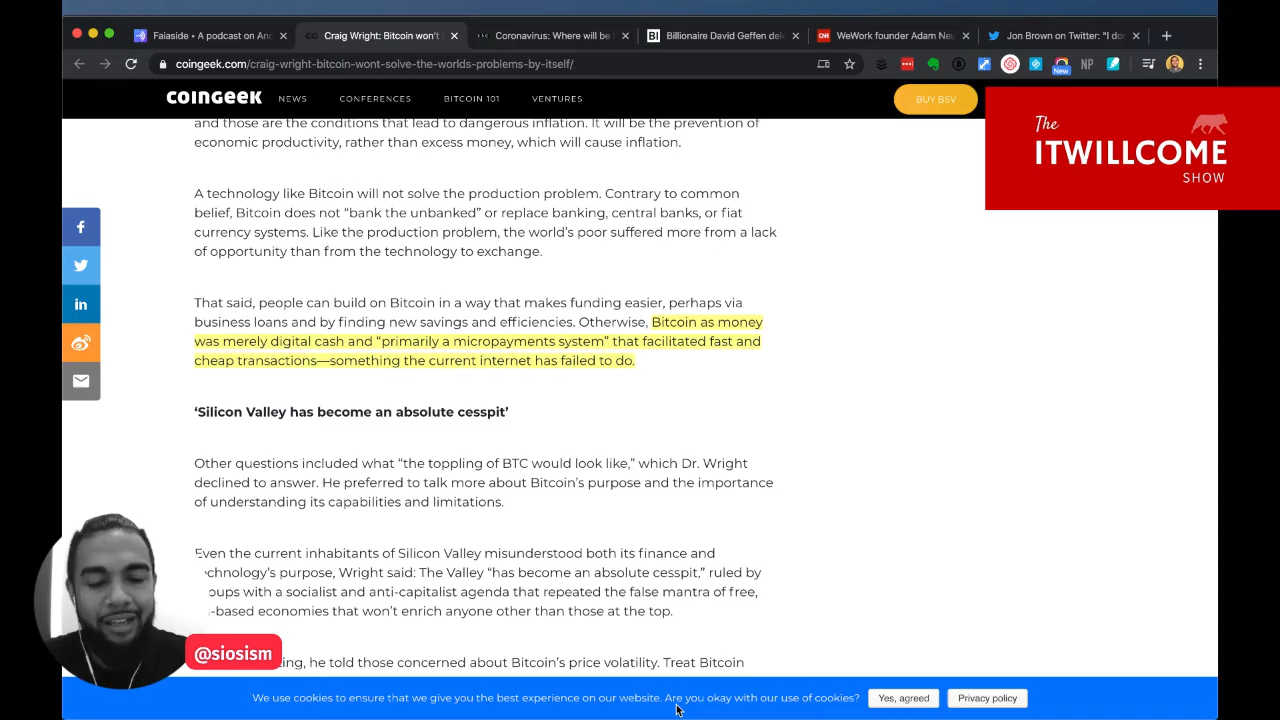 Faiaside • A podcast on An
Craig Wright: Bitcoin won't
Coronavirus: Where will be
BI
Billionaire David Geffen del
CNN
WeWork founder Adam Neu
Jon Brown on Twitter: "I do
coingeek.com/craig-wright-bitcoin-wont-solve-the-worlds-problems-by-itself/
New
NP
COINGEEK
NEWS
CONFERENCES
BITCOIN 101
VENTURES
BUY BSV
The
ITWILLCOME
SHOW
and those are the conditions that lead to dangerous inflation. It will be the prevention of
economic productivity, rather than excess money, which will cause inflation.
A technology like Bitcoin will not solve the production problem. Contrary to common
belief, Bitcoin does not “bank the unbanked” or replace banking, central banks, or fiat
currency systems. Like the production problem, the world’s poor suffered more from a lack
of opportunity than from the technology to exchange.
That said, people can build on Bitcoin in a way that makes funding easier, perhaps via
business loans and by finding new savings and efficiencies. Otherwise, Bitcoin as money
was merely digital cash and “primarily a micropayments system” that facilitated fast and
cheap transactions—something the current internet has failed to do.
‘Silicon Valley has become an absolute cesspit’
Other questions included what “the toppling of BTC would look like,” which Dr. Wright
declined to answer. He preferred to talk more about Bitcoin’s purpose and the importance
of understanding its capabilities and limitations.
Even the current inhabitants of Silicon Valley misunderstood both its finance and
echnology’s purpose, Wright said: The Valley “has become an absolute cesspit,” ruled by
oups with a socialist and anti-capitalist agenda that repeated the false mantra of free,
-based economies that won’t enrich anyone other than those at the top.
@siosism
ing, he told those concerned about Bitcoin’s price volatility. Treat Bitcoin
We use cookies to ensure that we give you the best experience on our website. Are you okay with our use of cookies?
Yes, agreed
Privacy policy